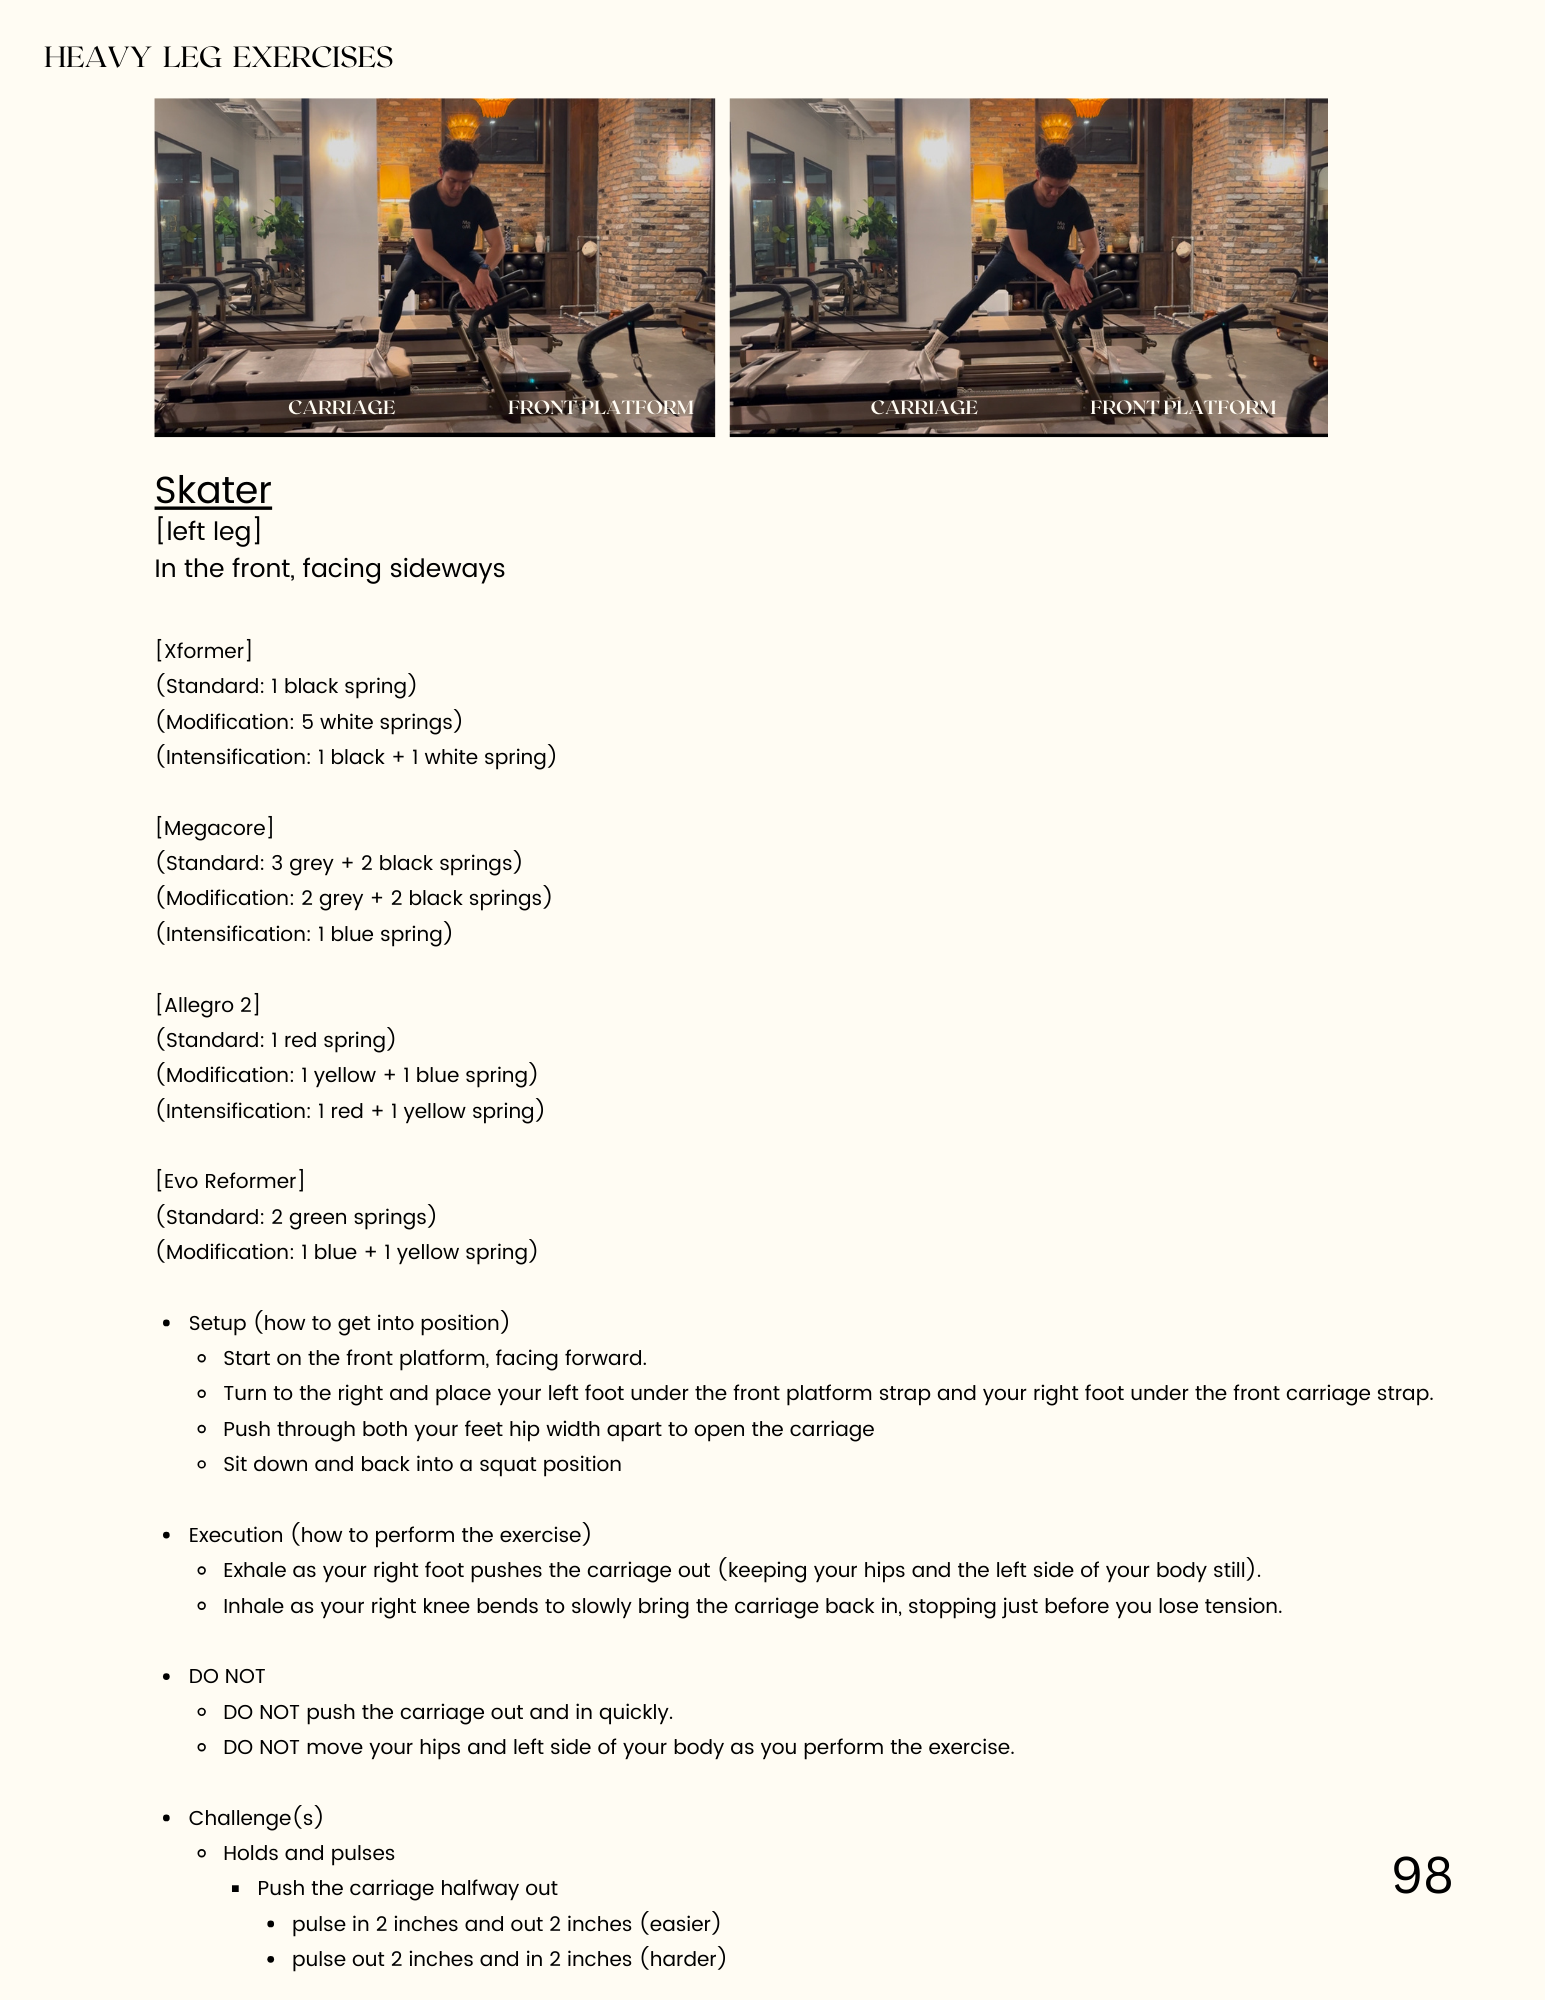 HEAVY LEG EXERCISES
CARRIAGE FRONT PLATFORM
CARRIAGE FRONT PLATFORM
Skater
[left leg]
In the front, facing sideways
[Xformer]
(Standard: 1 black spring)
(Modification: 5 white springs)
(Intensification: 1 black + 1 white spring)
[Megacore]
(Standard: 3 grey + 2 black springs)
(Modification: 2 grey + 2 black springs)
(Intensification: 1 blue spring)
[Allegro 2]
(Standard: 1 red spring)
(Modification: 1 yellow + 1 blue spring)
(Intensification: 1 red + 1 yellow spring)
[Evo Reformer]
(Standard: 2 green springs)
(Modification: 1 blue + 1 yellow spring)
• Setup (how to get into position)
◦ Start on the front platform, facing forward.
◦ Turn to the right and place your left foot under the front platform strap and your right foot under the front carriage strap.
◦ Push through both your feet hip width apart to open the carriage
◦ Sit down and back into a squat position
• Execution (how to perform the exercise)
◦ Exhale as your right foot pushes the carriage out (keeping your hips and the left side of your body still).
◦ Inhale as your right knee bends to slowly bring the carriage back in, stopping just before you lose tension.
• DO NOT
◦ DO NOT push the carriage out and in quickly.
◦ DO NOT move your hips and left side of your body as you perform the exercise.
• Challenge(s)
◦ Holds and pulses
▪ Push the carriage halfway out
• pulse in 2 inches and out 2 inches (easier)
• pulse out 2 inches and in 2 inches (harder)
98